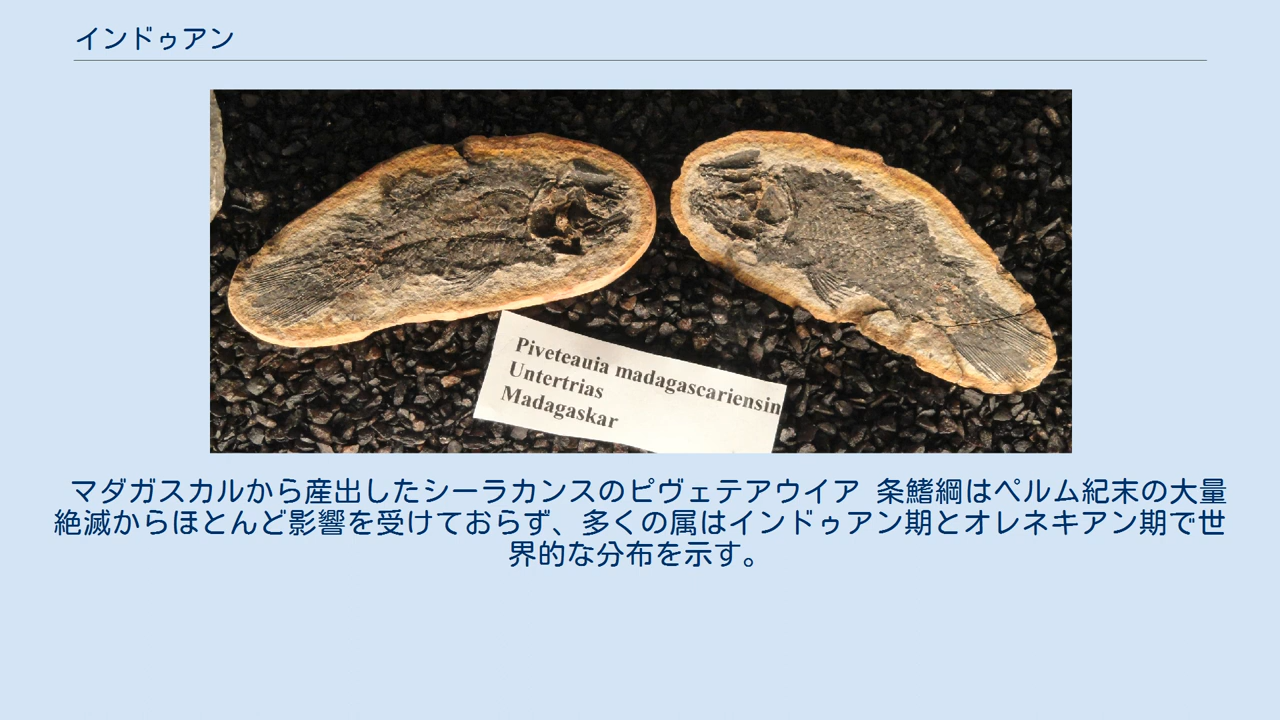 インドゥアン
Piveteauia madagascariensin
Untertrias
Madagaskar
マダガスカルから産出したシーラカンスのピヴェテアウイア 条鰭綱はペルム紀末の大量
絶滅からほとんど影響を受けておらず、多くの属はインドゥアン期とオレネキアン期で世
界的な分布を示す。